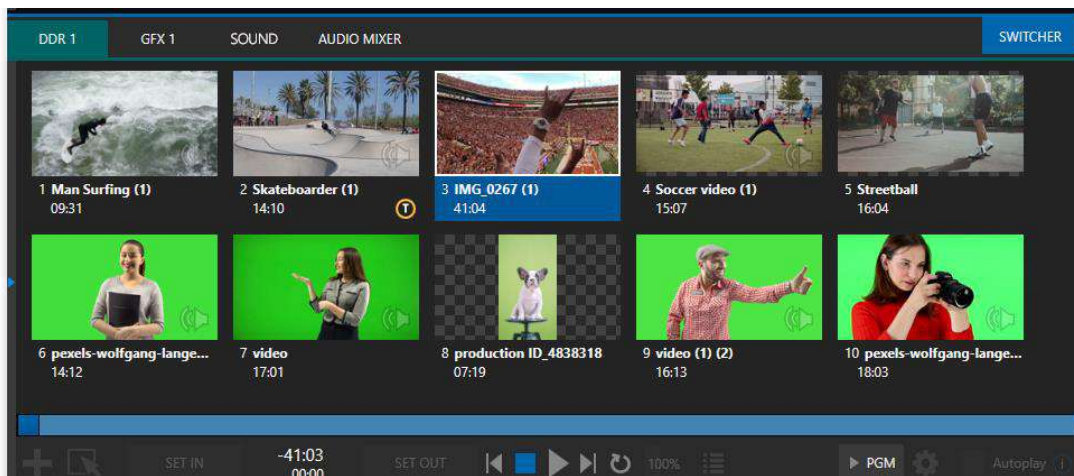 DDR 1 GFX 1 SOUND AUDIO MIXER SWITCHER
1 Man Surfing (1) 2 Skateboarder (1) 3 IMG_0267 (1) 4 Soccer video (1) 5 Streetball
09:31 14:10 T 41:04 15:07 16:04
6 pexels-wolfgang-lange... 7 video 8 production ID_4838318 9 video (1) (2) 10 pexels-wolfgang-lange...
14:12 17:01 07:19 16:13 18:03
SET IN -41:03 SET OUT 100% PGM Autoplay i
00:00